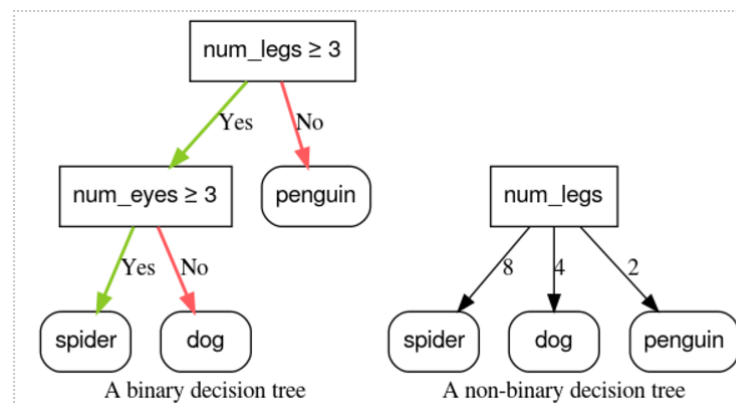 num_legs ≥ 3
Yes
No
num_eyes ≥ 3
penguin
Yes
No
spider
dog
A binary decision tree
num_legs
8
4
2
spider
dog
penguin
A non-binary decision tree